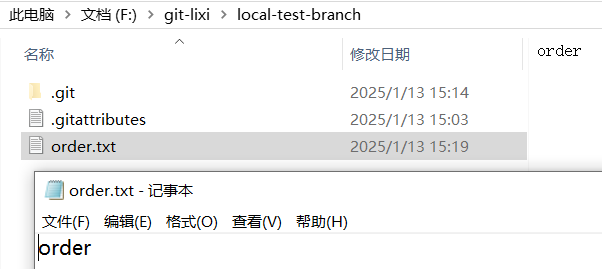 此电脑 › 文档 (F:) › git-lixi › local-test-branch
名称 修改日期
.git 2025/1/13 15:14
.gitattributes 2025/1/13 15:03
order.txt 2025/1/13 15:19
order
order.txt - 记事本
文件(F) 编辑(E) 格式(O) 查看(V) 帮助(H)
order